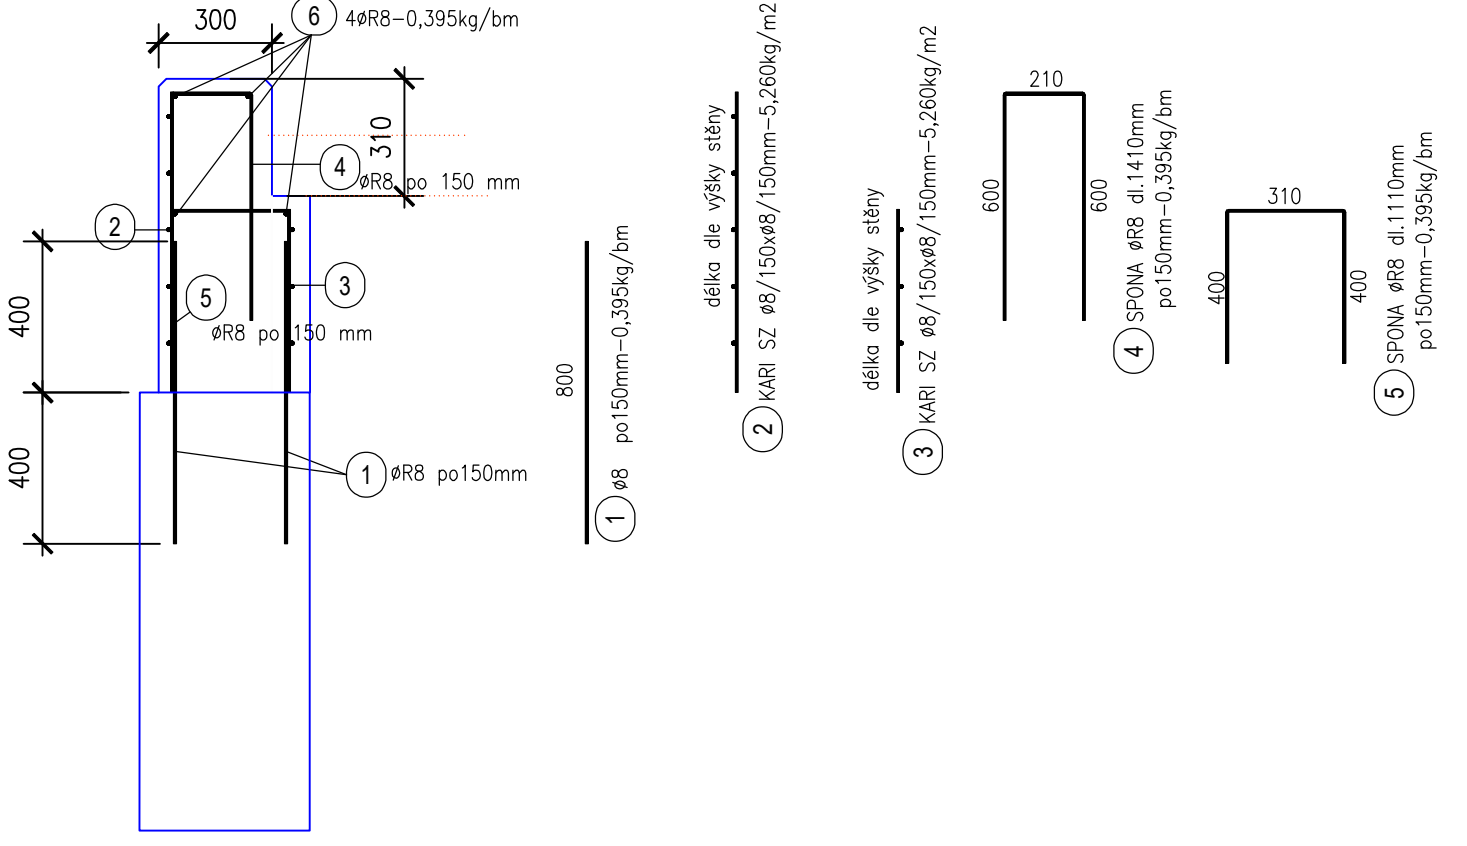 300
6 4øR8-0,395kg/bm
310
4 øR8 po 150 mm
2
3
5
øR8 po 150 mm
400
400
1 øR8 po150mm
800
1 ø8 po150mm-0,395kg/bm
délka dle výšky stěny
2 KARI SZ ø8/150xø8/150mm-5,260kg/m2
délka dle výšky stěny
3 KARI SZ ø8/150xø8/150mm-5,260kg/m2
210
600
600
4 SPONA øR8 dl.1410mm
po150mm-0,395kg/bm
310
400
400
5 SPONA øR8 dl.1110mm
po150mm-0,395kg/bm